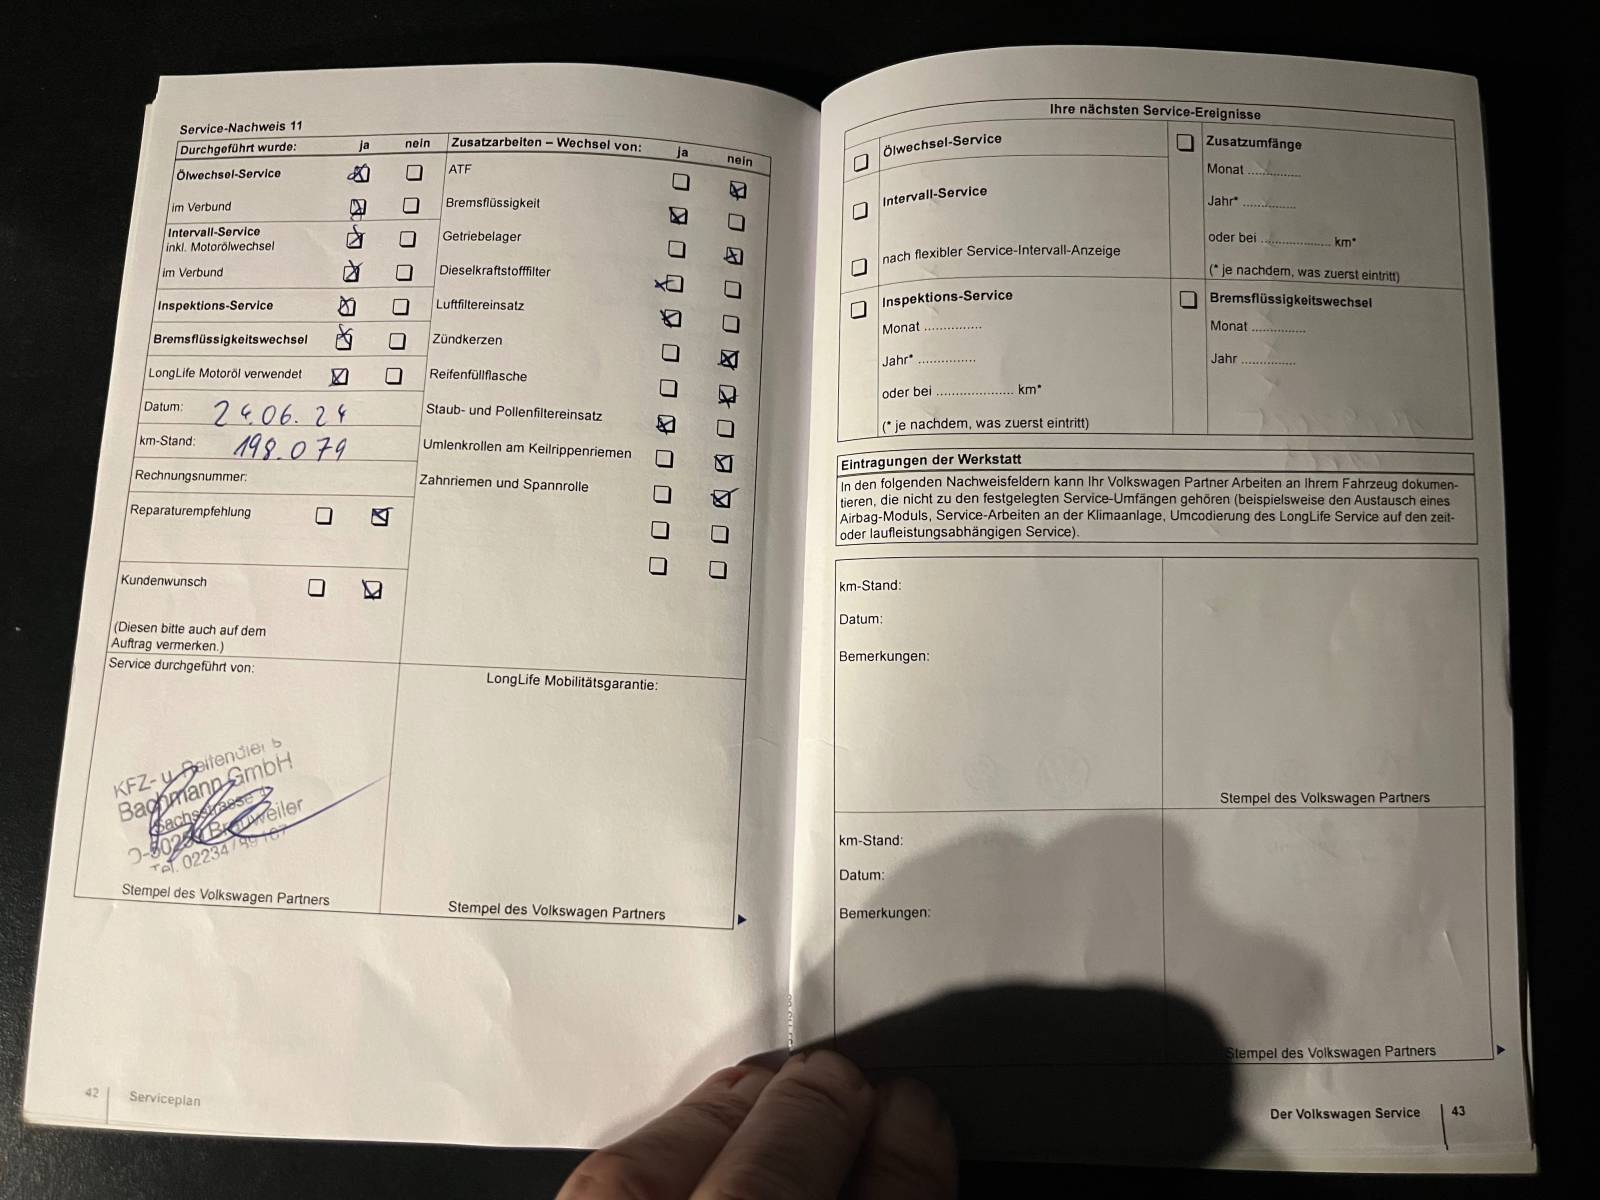 Service-Nachweis 11
Durchgeführt wurde: ja nein
Ölwechsel-Service
im Verbund
Intervall-Service
inkl. Motorölwechsel
im Verbund
Inspektions-Service
Bremsflüssigkeitswechsel
LongLife Motoröl verwendet
Datum: 24.06.24
km-Stand: 198.079
Rechnungsnummer:
Reparaturempfehlung
Kundenwunsch
(Diesen bitte auch auf dem
Auftrag vermerken.)
Service durchgeführt von:
KFZ- u.
Bachmann GmbH
Sachsstrasse
Brauweiler
Tel. 02234
Stempel des Volkswagen Partners
Zusatzarbeiten – Wechsel von: ja nein
ATF
Bremsflüssigkeit
Getriebelager
Dieselkraftstofffilter
Luftfiltereinsatz
Zündkerzen
Reifenfüllflasche
Staub- und Pollenfiltereinsatz
Umlenkrollen am Keilrippenriemen
Zahnriemen und Spannrolle
LongLife Mobilitätsgarantie:
Stempel des Volkswagen Partners
42 Serviceplan
Ihre nächsten Service-Ereignisse
Ölwechsel-Service
Intervall-Service
nach flexibler Service-Intervall-Anzeige
Inspektions-Service
Monat ...............
Jahr* ...............
oder bei .................... km*
(* je nachdem, was zuerst eintritt)
Zusatzumfänge
Monat ..............
Jahr* ..............
oder bei .................... km*
(* je nachdem, was zuerst eintritt)
Bremsflüssigkeitswechsel
Monat ..............
Jahr ..............
Eintragungen der Werkstatt
In den folgenden Nachweisfeldern kann Ihr Volkswagen Partner Arbeiten an Ihrem Fahrzeug dokumen-
tieren, die nicht zu den festgelegten Service-Umfängen gehören (beispielsweise den Austausch eines
Airbag-Moduls, Service-Arbeiten an der Klimaanlage, Umcodierung des LongLife Service auf den zeit-
oder laufleistungsabhängigen Service).
km-Stand:
Datum:
Bemerkungen:
Stempel des Volkswagen Partners
km-Stand:
Datum:
Bemerkungen:
Stempel des Volkswagen Partners
Der Volkswagen Service 43